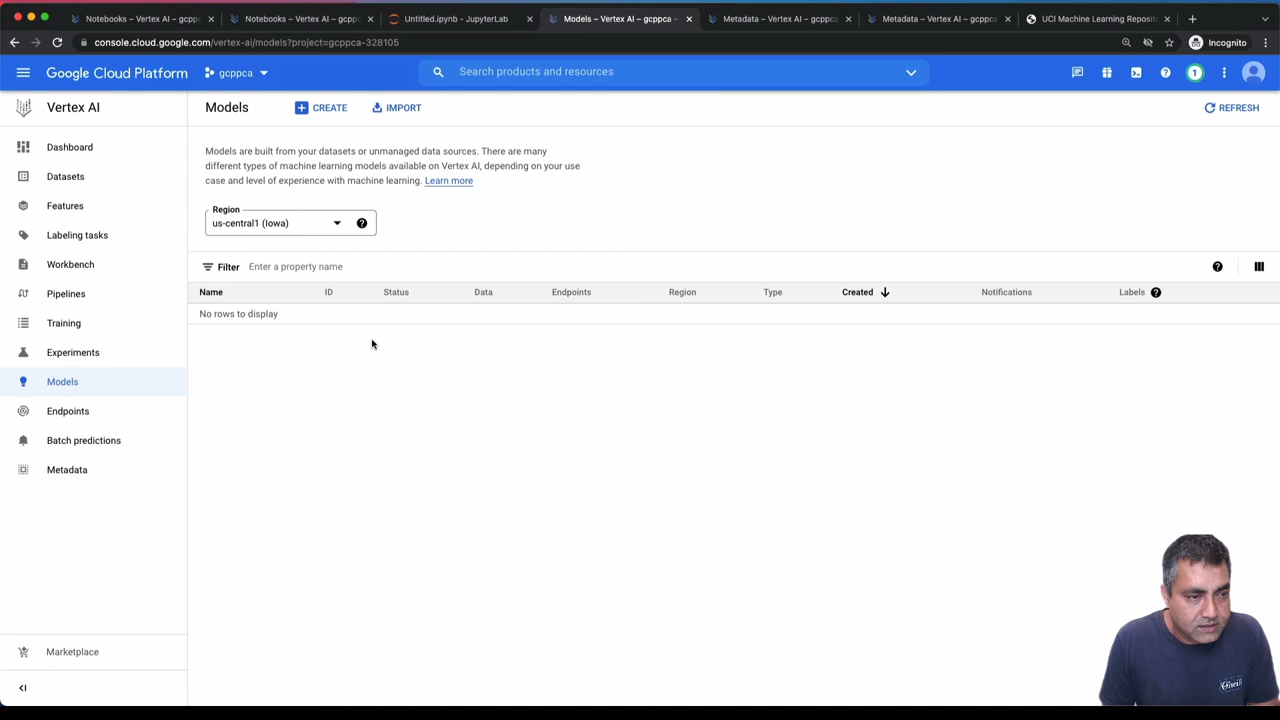 Notebooks – Vertex AI – gcppc
Notebooks – Vertex AI – gcppc
Untitled.ipynb - JupyterLab
Models – Vertex AI – gcppca –
Metadata – Vertex AI – gcppca
Metadata – Vertex AI – gcppca
UCI Machine Learning Reposit
console.cloud.google.com/vertex-ai/models?project=gcppca-328105
Incognito
Google Cloud Platform
gcppca
Search products and resources
1
Vertex AI
Models
CREATE
IMPORT
REFRESH
Dashboard
Datasets
Features
Labeling tasks
Workbench
Pipelines
Training
Experiments
Models
Endpoints
Batch predictions
Metadata
Marketplace
Models are built from your datasets or unmanaged data sources. There are many
different types of machine learning models available on Vertex AI, depending on your use
case and level of experience with machine learning. Learn more
Region
us-central1 (Iowa)
Filter Enter a property name
Name ID Status Data Endpoints Region Type Created Notifications Labels
No rows to display
O'Neill